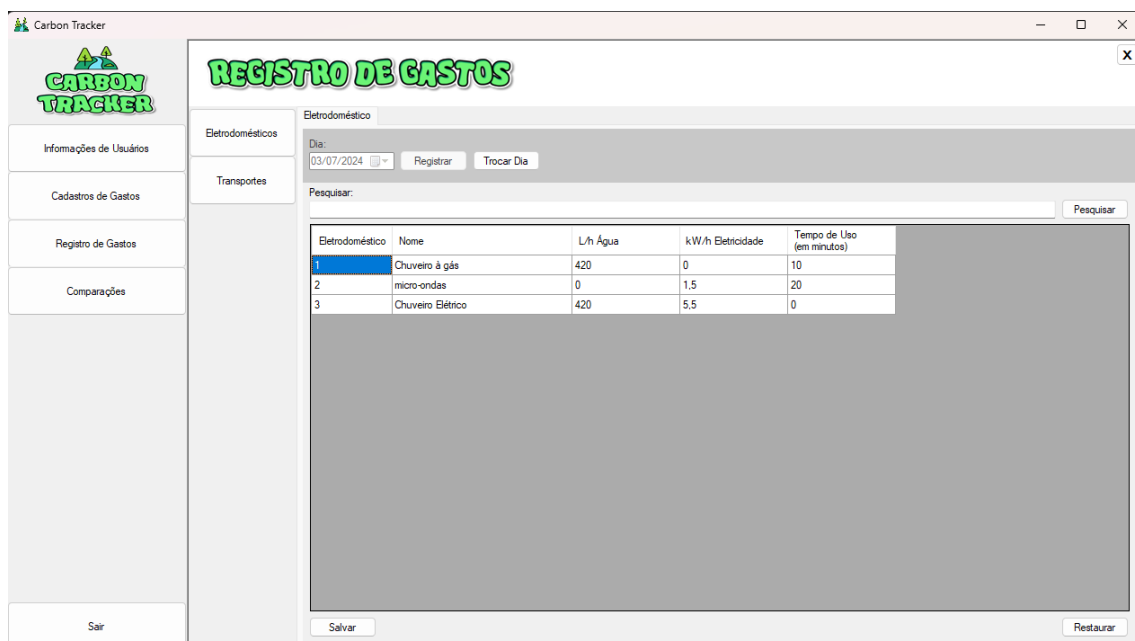 Carbon Tracker
CARBON
TRACKER
REGISTRO DE GASTOS
X
Informações de Usuários
Cadastros de Gastos
Registro de Gastos
Comparações
Sair
Eletrodomésticos
Transportes
Eletrodoméstico
Dia:
03/07/2024 Registrar Trocar Dia
Pesquisar:
Pesquisar
Eletrodoméstico Nome L/h Água kW/h Eletricidade Tempo de Uso
(em minutos)
1 Chuveiro à gás 420 0 10
2 micro-ondas 0 1,5 20
3 Chuveiro Elétrico 420 5,5 0
Salvar Restaurar